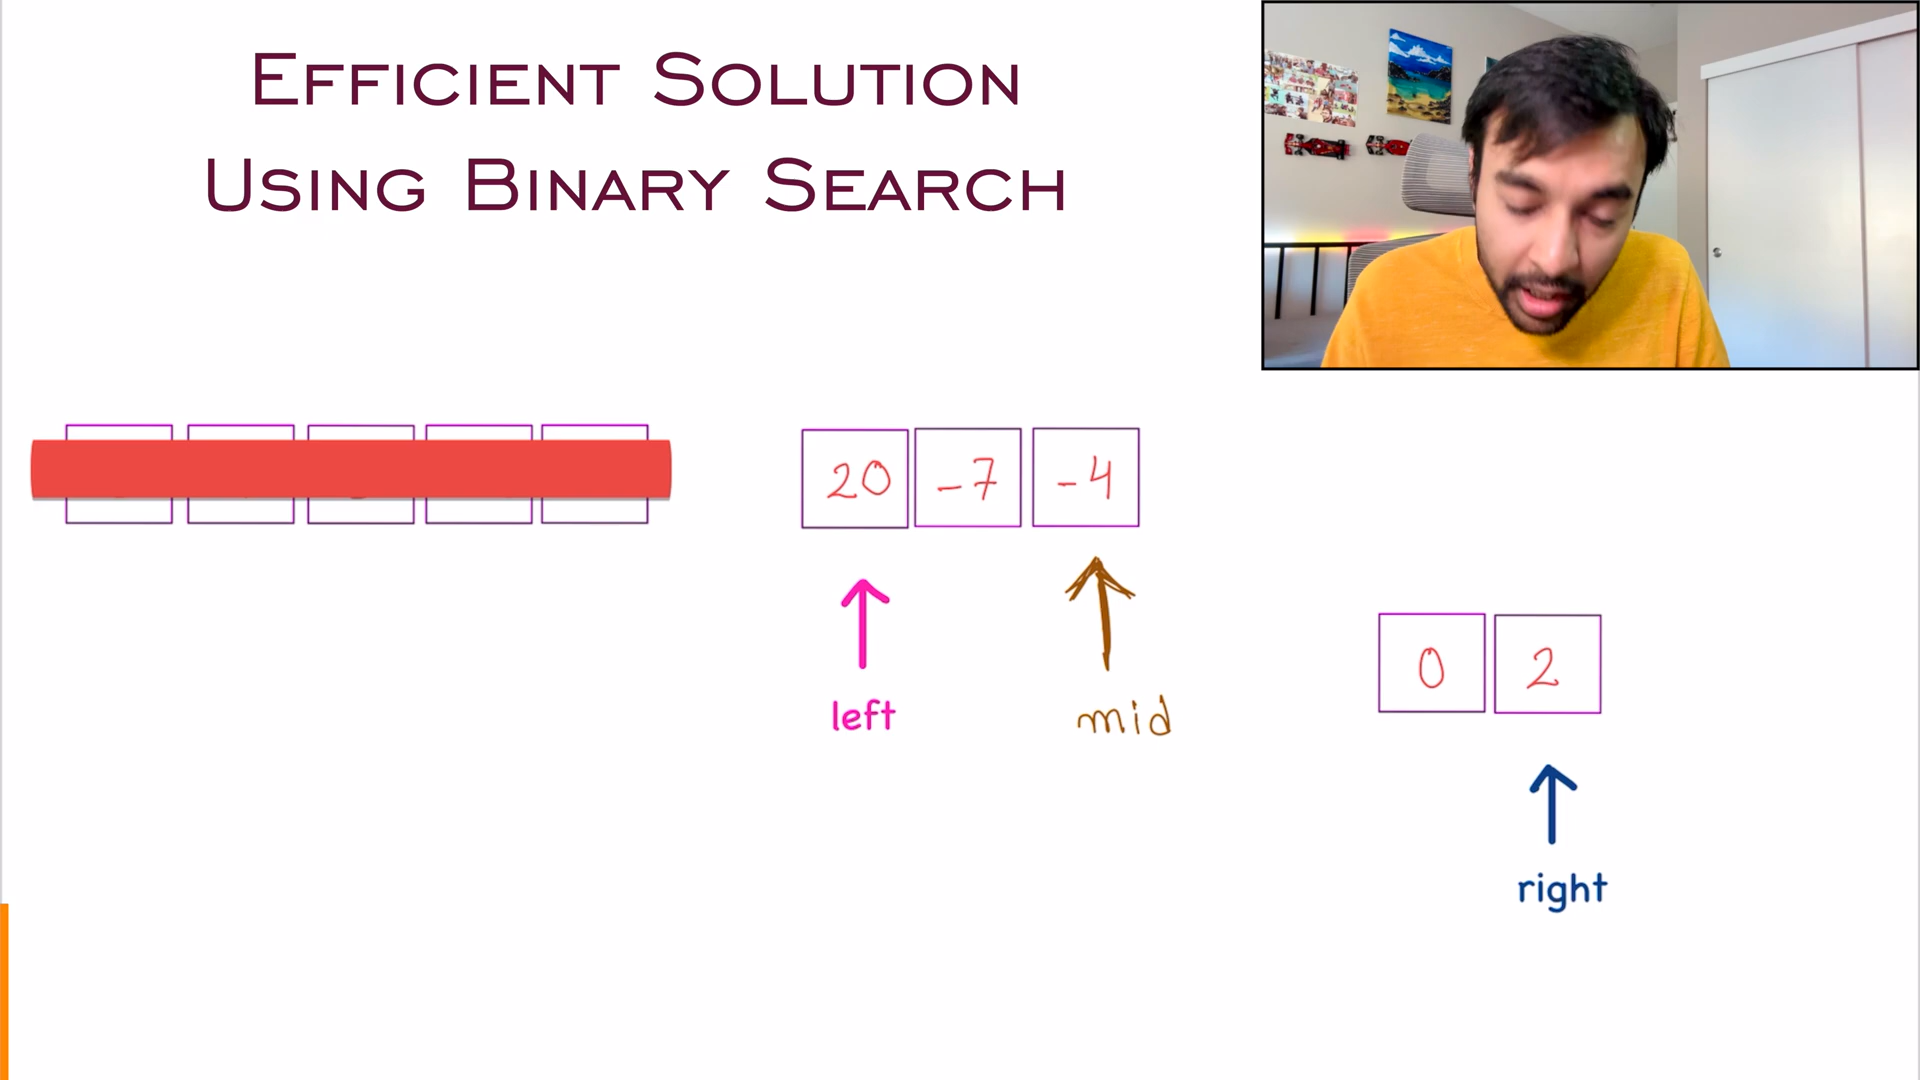 Efficient Solution
Using Binary Search
20 -7 -4
left
mid
0 2
right